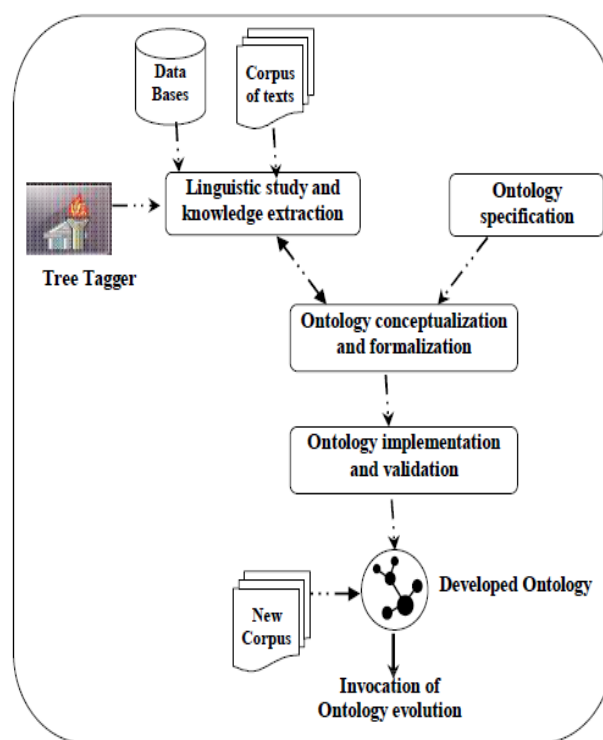 Data
Bases
Corpus
of texts
Linguistic study and
knowledge extraction
Ontology
specification
Tree Tagger
Ontology conceptualization
and formalization
Ontology implementation
and validation
Developed Ontology
New
Corpus
Invocation of
Ontology evolution